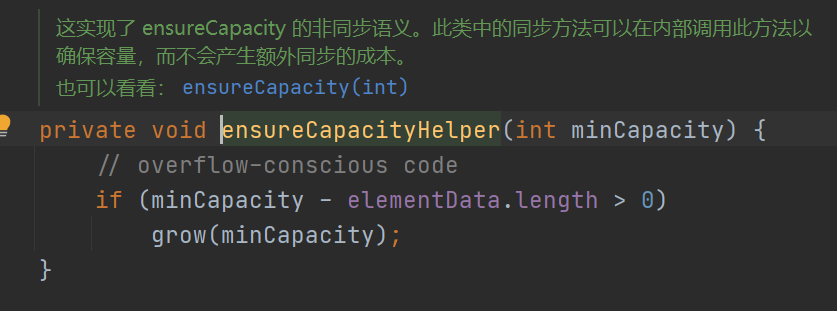 这实现了 ensureCapacity 的非同步语义。此类中的同步方法可以在内部调用此方法以
确保容量，而不会产生额外同步的成本。
也可以看看： ensureCapacity(int)
private void ensureCapacityHelper(int minCapacity) {
// overflow-conscious code
if (minCapacity - elementData.length > 0)
grow(minCapacity);
}